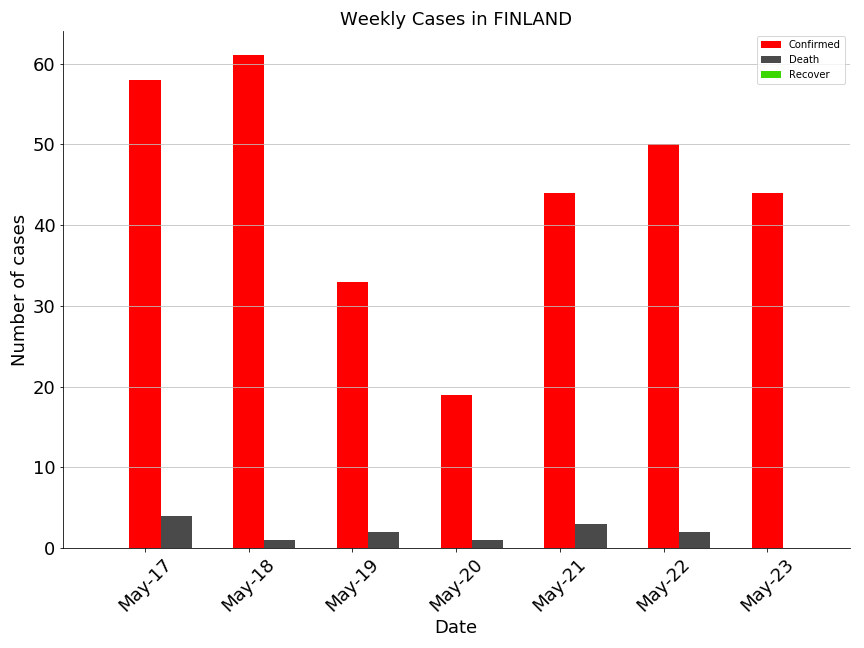 Weekly Cases in FINLAND
Confirmed
Death
Recover
Number of cases
60
50
40
30
20
10
0
May-17 May-18 May-19 May-20 May-21 May-22 May-23
Date